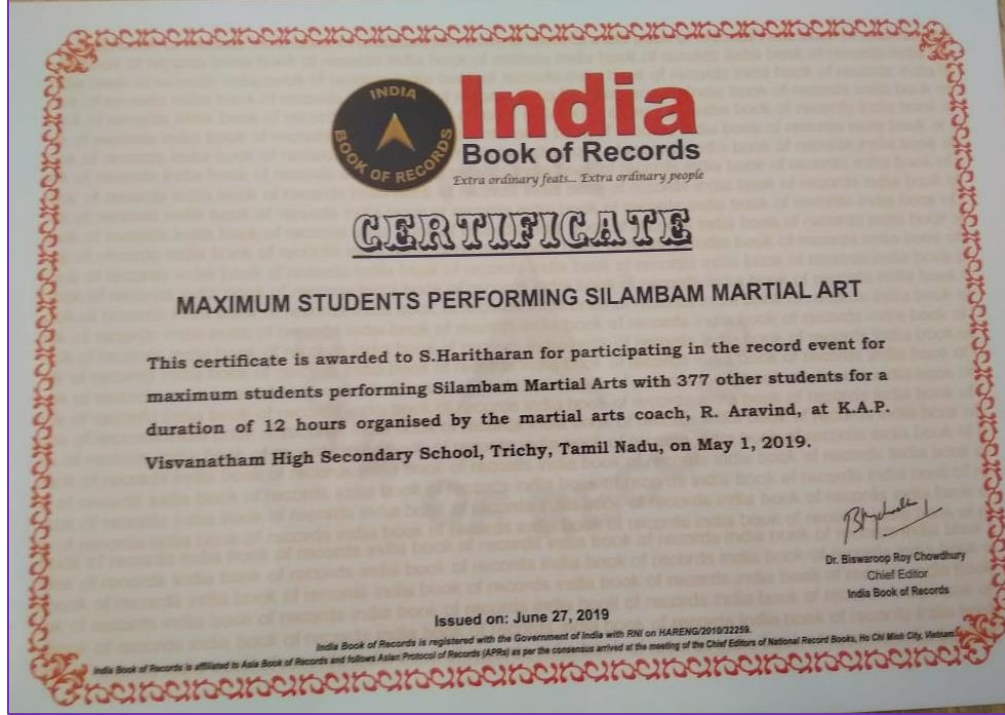 INDIA
BOOK OF RECORDS
India
Book of Records
Extra ordinary feats... Extra ordinary people
CERTIFICATE
MAXIMUM STUDENTS PERFORMING SILAMBAM MARTIAL ART
This certificate is awarded to S.Haritharan for participating in the record event for
maximum students performing Silambam Martial Arts with 377 other students for a
duration of 12 hours organised by the martial arts coach, R. Aravind, at K.A.P.
Visvanatham High Secondary School, Trichy, Tamil Nadu, on May 1, 2019.
Dr. Biswaroop Roy Chowdhury
Chief Editor
India Book of Records
Issued on: June 27, 2019
India Book of Records is registered with the Government of India with RNI on HARENG/2010/32259.
India Book of Records is affiliated to Asia Book of Records and follows Asian Protocol of Records (APRs) as per the consensus arrived at the meeting of the Chief Editors of National Record Books, Ho Chi Minh City, Vietnam.